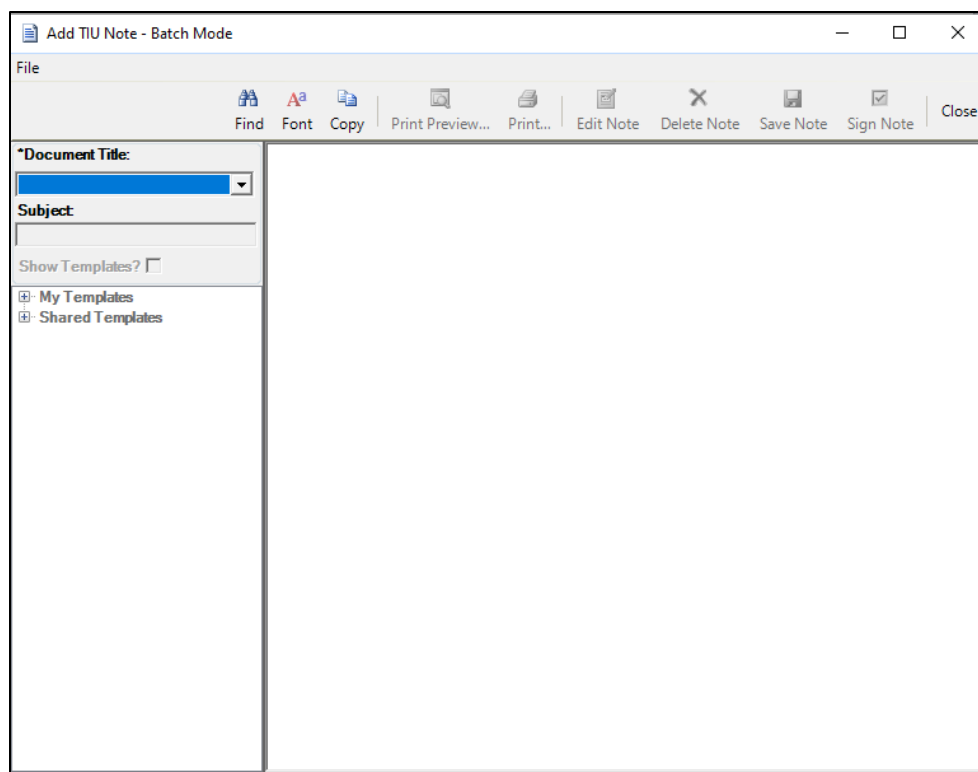 Add TIU Note - Batch Mode
File
Find Font Copy Print Preview... Print... Edit Note Delete Note Save Note Sign Note Close
*Document Title:
Subject:
Show Templates?
My Templates
Shared Templates